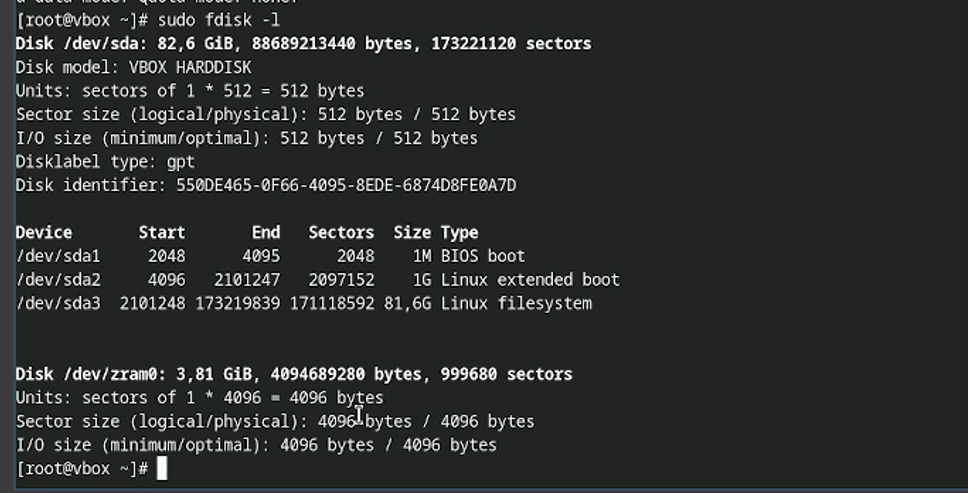 [root@vbox ~]# sudo fdisk -l
Disk /dev/sda: 82,6 GiB, 88689213440 bytes, 173221120 sectors
Disk model: VBOX HARDDISK
Units: sectors of 1 * 512 = 512 bytes
Sector size (logical/physical): 512 bytes / 512 bytes
I/O size (minimum/optimal): 512 bytes / 512 bytes
Disklabel type: gpt
Disk identifier: 550DE465-0F66-4095-8EDE-6874D8FE0A7D
Device Start End Sectors Size Type
/dev/sda1 2048 4095 2048 1M BIOS boot
/dev/sda2 4096 2101247 2097152 1G Linux extended boot
/dev/sda3 2101248 173219839 171118592 81,6G Linux filesystem
Disk /dev/zram0: 3,81 GiB, 4094689280 bytes, 999680 sectors
Units: sectors of 1 * 4096 = 4096 bytes
Sector size (logical/physical): 4096 bytes / 4096 bytes
I/O size (minimum/optimal): 4096 bytes / 4096 bytes
[root@vbox ~]#